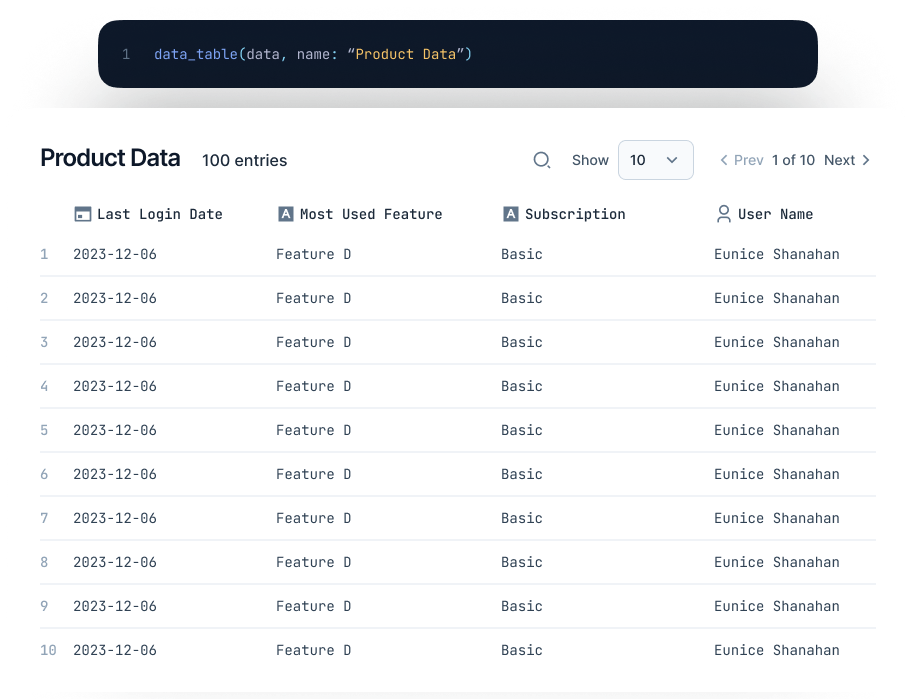 1 data_table(data, name: “Product Data”)
Product Data 100 entries Show 10 Prev 1 of 10 Next
Last Login Date Most Used Feature Subscription User Name
1 2023-12-06 Feature D Basic Eunice Shanahan
2 2023-12-06 Feature D Basic Eunice Shanahan
3 2023-12-06 Feature D Basic Eunice Shanahan
4 2023-12-06 Feature D Basic Eunice Shanahan
5 2023-12-06 Feature D Basic Eunice Shanahan
6 2023-12-06 Feature D Basic Eunice Shanahan
7 2023-12-06 Feature D Basic Eunice Shanahan
8 2023-12-06 Feature D Basic Eunice Shanahan
9 2023-12-06 Feature D Basic Eunice Shanahan
10 2023-12-06 Feature D Basic Eunice Shanahan